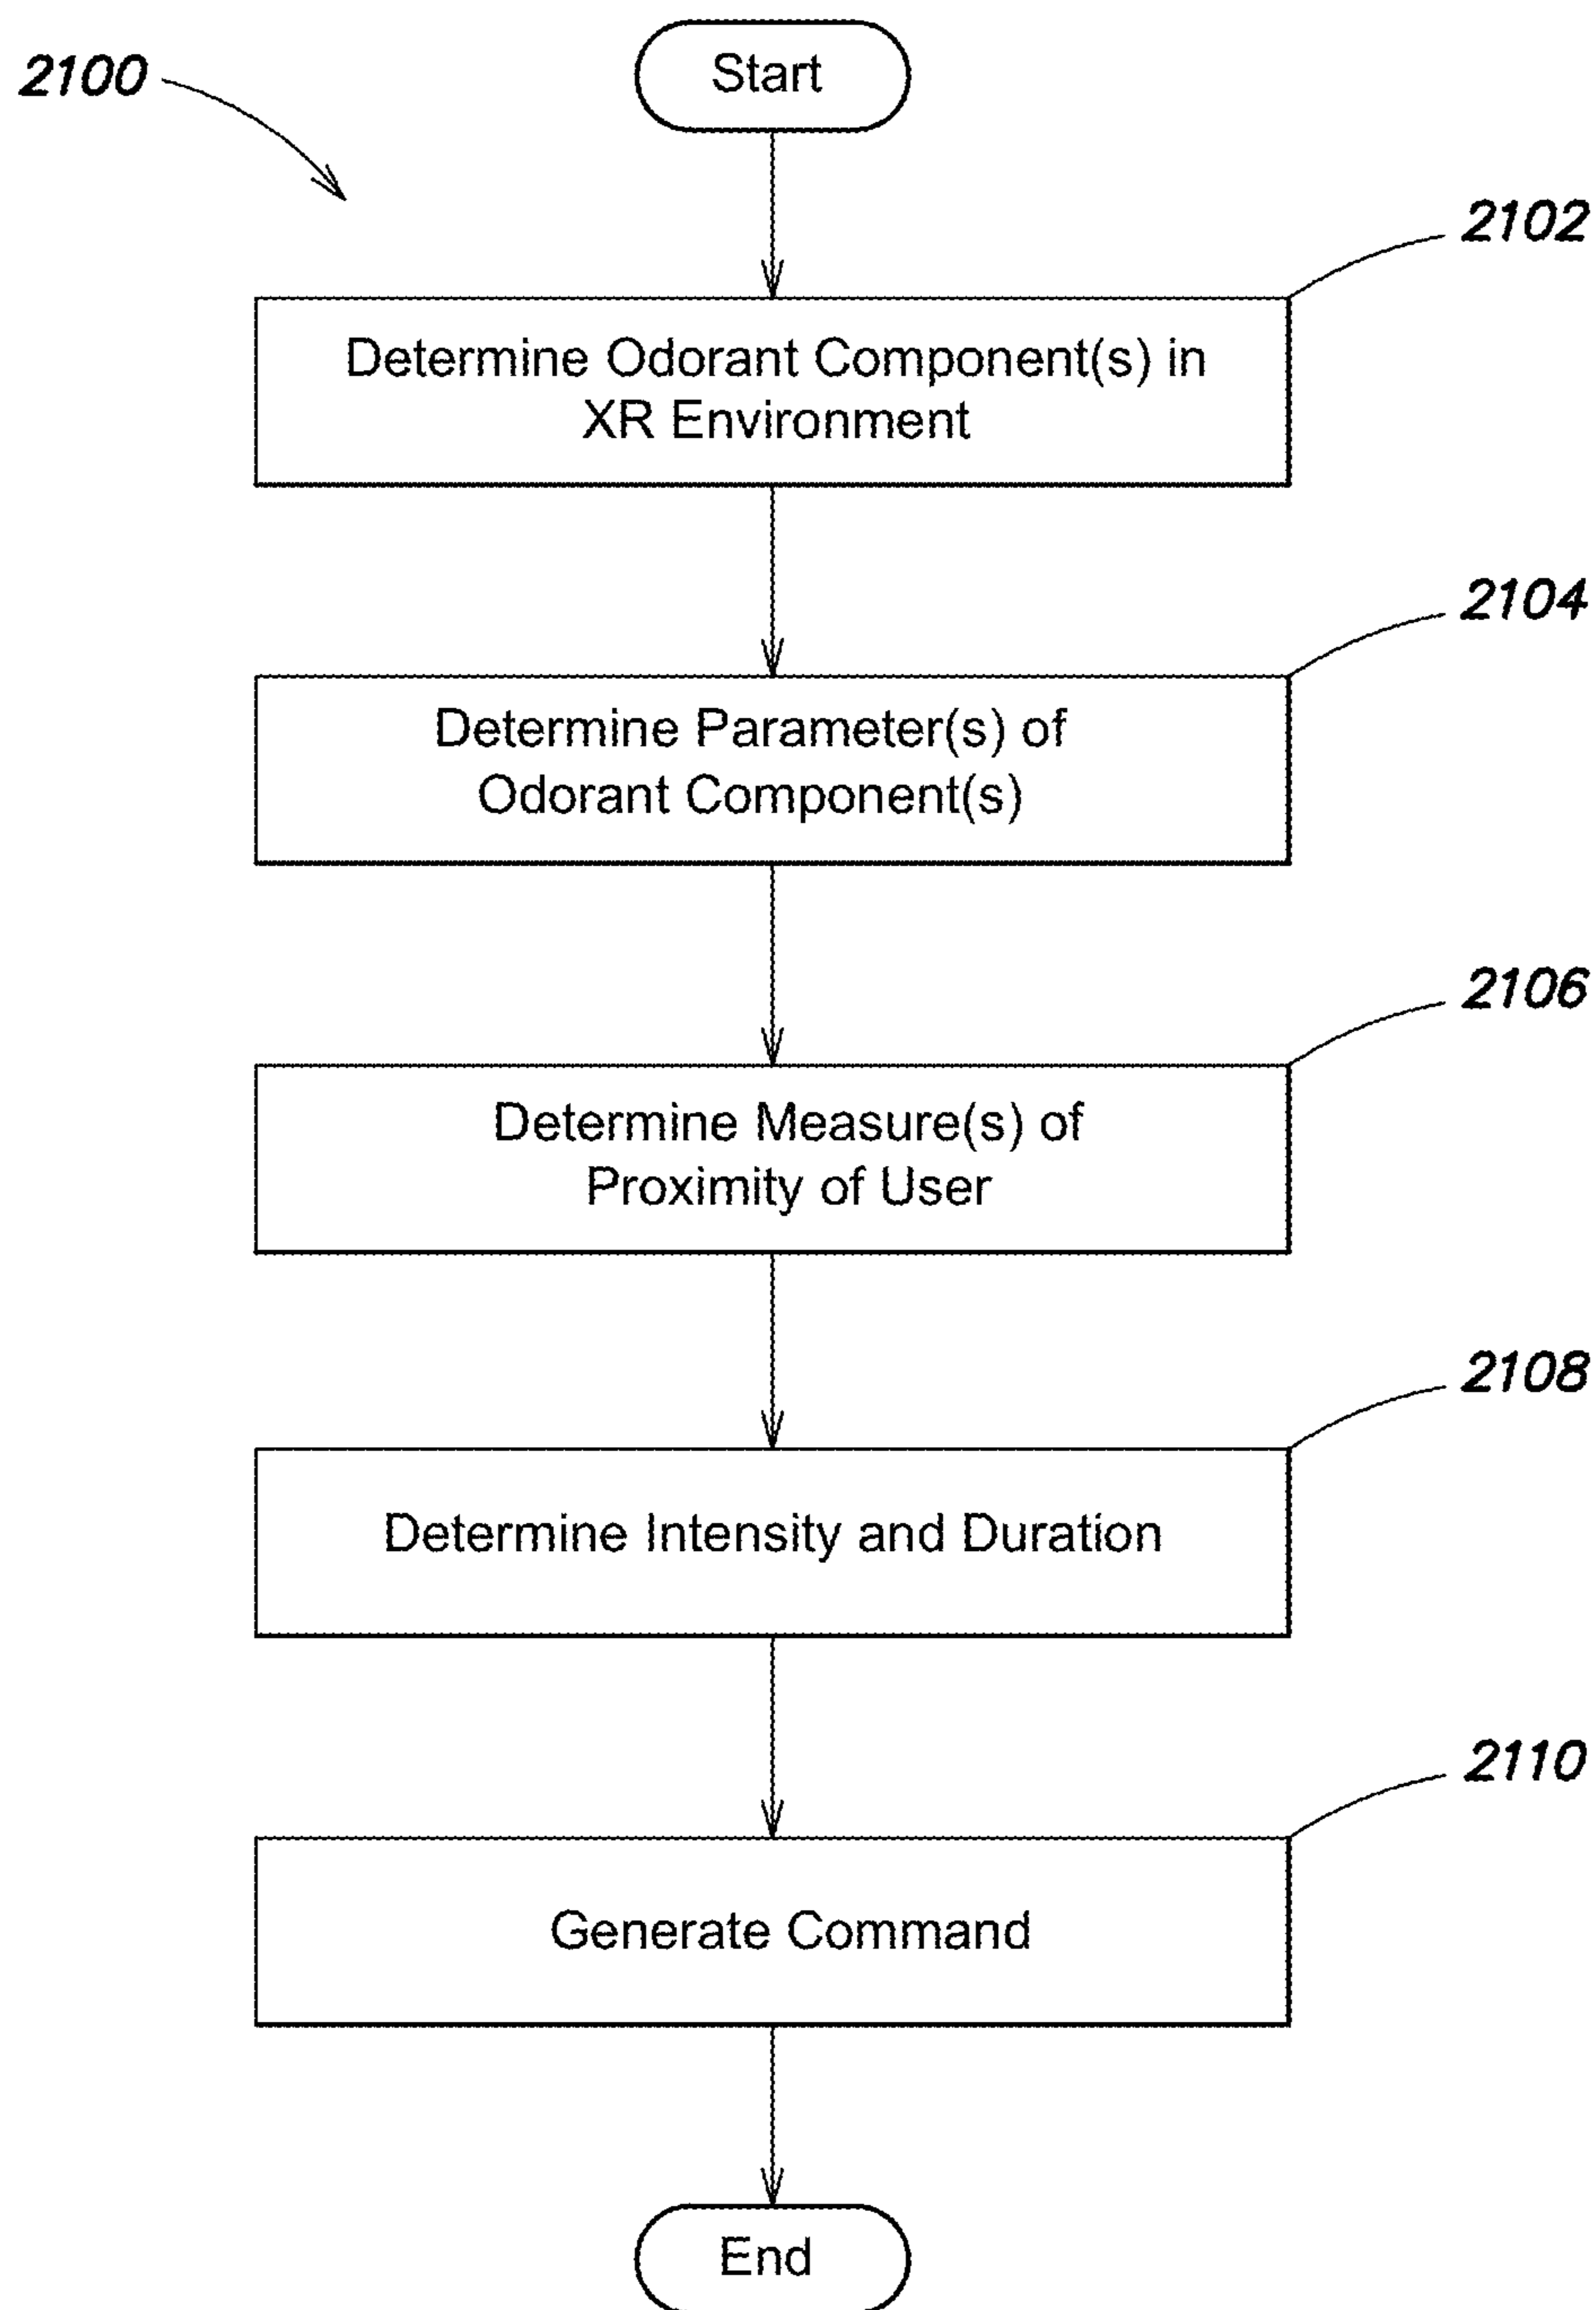 2100
Start
2102
Determine Odorant Component(s) in
XR Environment
2104
Determine Parameter(s) of
Odorant Component(s)
2106
Determine Measure(s) of
Proximity of User
2108
Determine Intensity and Duration
2110
Generate Command
End